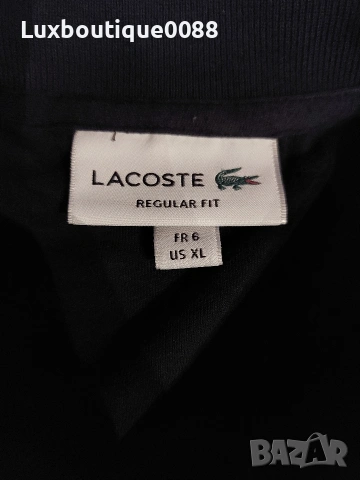 Luxboutique0088
LACOSTE
REGULAR FIT
FR 6
US XL
BAZAR